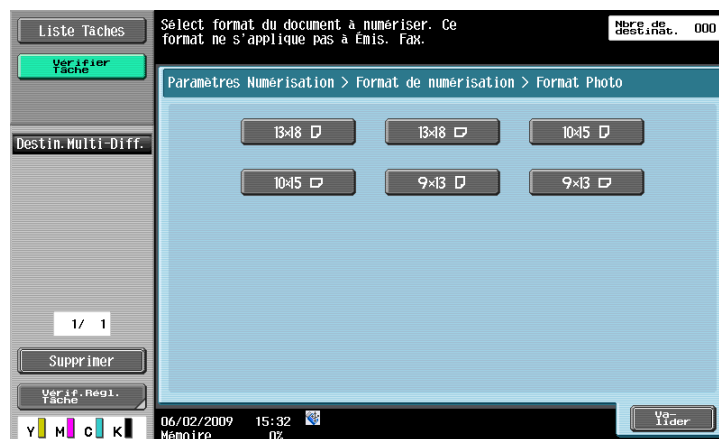 Liste Tâches
Vérifier
Tâche
Destin.Multi-Diff.
1/ 1
Supprimer
Vérif.Régl.
Tâche
Y M C K
Sélect format du document à numériser. Ce
format ne s'applique pas à Émis. Fax.
Nbre de
destinat. 000
Paramètres Numérisation > Format de numérisation > Format Photo
13×18 13×18 10×15
10×15 9×13 9×13
06/02/2009 15:32
Mémoire 0%
Va-
lider